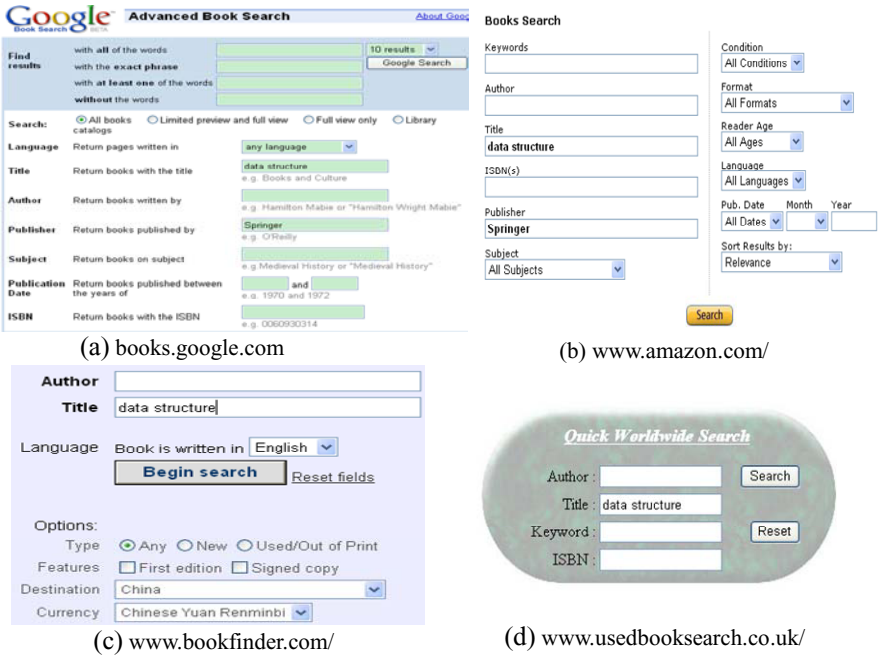 Google Advanced Book Search About Goog
Book Search BETA
Find results
with all of the words 10 results
with the exact phrase Google Search
with at least one of the words
without the words
Search: All books Limited preview and full view Full view only Library
catalogs
Language Return pages written in any language
Title Return books with the title data structure
e.g. Books and Culture
Author Return books written by
e.g. Hamilton Mabie or "Hamilton Wright Mabie"
Publisher Return books published by Springer
e.g. O'Reilly
Subject Return books on subject
e.g Medieval History or "Medieval History"
Publication Date Return books published between the years of and
e.g. 1970 and 1972
ISBN Return books with the ISBN
e.g. 0060930314
(a) books.google.com
Books Search
Keywords
Author
Title
data structure
ISBN(s)
Publisher
Springer
Subject
All Subjects
Condition
All Conditions
Format
All Formats
Reader Age
All Ages
Language
All Languages
Pub. Date Month Year
All Dates
Sort Results by:
Relevance
Search
(b) www.amazon.com/
Author
Title data structure
Language Book is written in English
Begin search Reset fields
Options:
Type Any New Used/Out of Print
Features First edition Signed copy
Destination China
Currency Chinese Yuan Renminbi
(c) www.bookfinder.com/
Quick Worldwide Search
Author : Search
Title : data structure
Keyword : Reset
ISBN :
(d) www.usedbooksearch.co.uk/